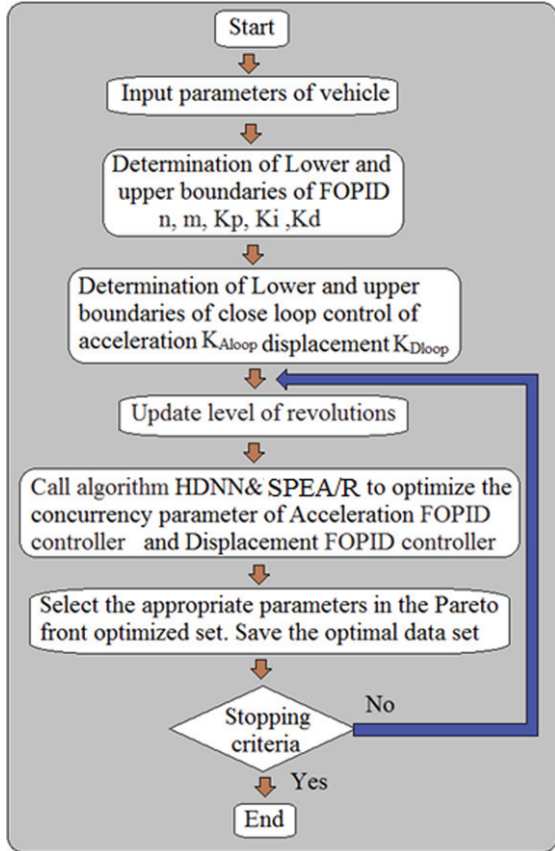 Start
Input parameters of vehicle
Determination of Lower and
upper boundaries of FOPID
n, m, Kp, Ki ,Kd
Determination of Lower and upper
boundaries of close loop control of
acceleration KAloop displacement KDloop
Update level of revolutions
Call algorithm HDNN& SPEA/R to optimize the
concurrency parameter of Acceleration FOPID
controller and Displacement FOPID controller
Select the appropriate parameters in the Pareto
front optimized set. Save the optimal data set
Stopping
criteria
No
Yes
End